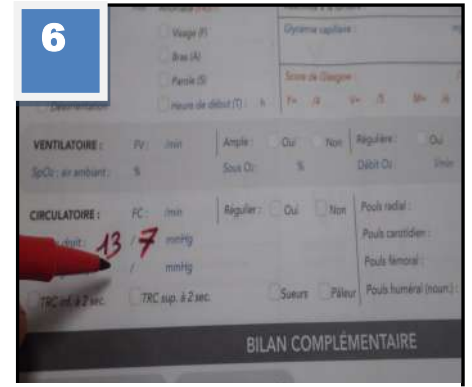 6
Visage (F)
Glycémie capillaire :
Bras (A)
Parole (S)
Score de Glasgow :
Désorientation
Heure de début (T) : h
Y= /4 V= /5 M= /6
VENTILATOIRE : FV : /min Ample : Oui Non Régulière : Oui
SpO2 : air ambiant : % Sous O2 : % Débit O2 : l/min
CIRCULATOIRE : FC : /min Régulier : Oui Non Pouls radial :
droit : 13 / 7 mmHg Pouls carotidien :
/ mmHg Pouls fémoral :
TRC inf. à 2 sec. TRC sup. à 2 sec. Sueurs Pâleur Pouls huméral (nourr.) :
BILAN COMPLÉMENTAIRE